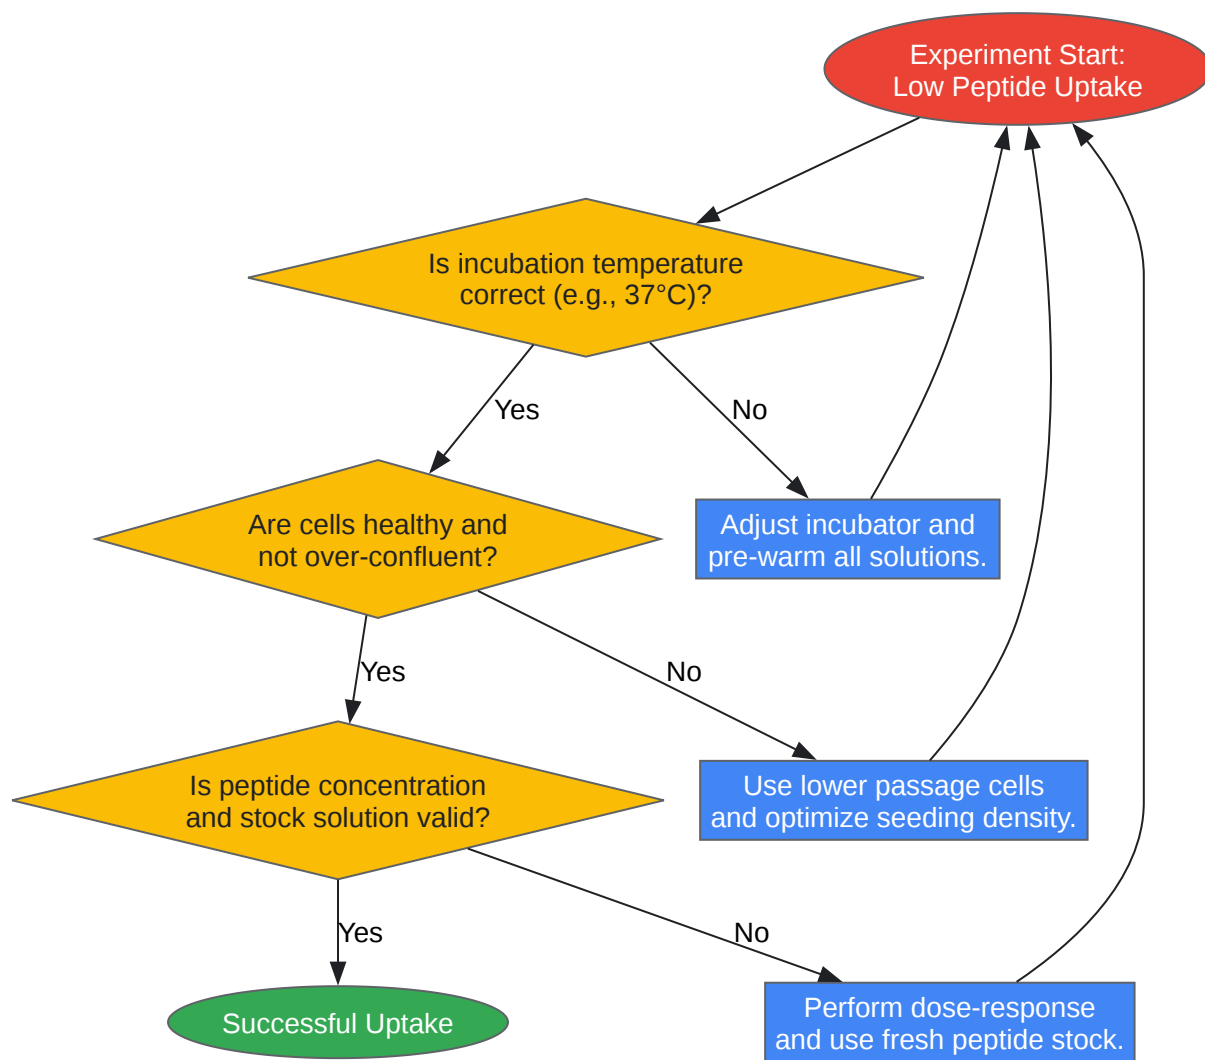 Experiment Start:
Low Peptide Uptake
Is incubation temperature
correct (e.g., 37°C)?
Yes
No
Are cells healthy and
not over-confluent?
Adjust incubator and
pre-warm all solutions.
Yes
No
Is peptide concentration
and stock solution valid?
Use lower passage cells
and optimize seeding density.
Yes
No
Successful Uptake
Perform dose-response
and use fresh peptide stock.